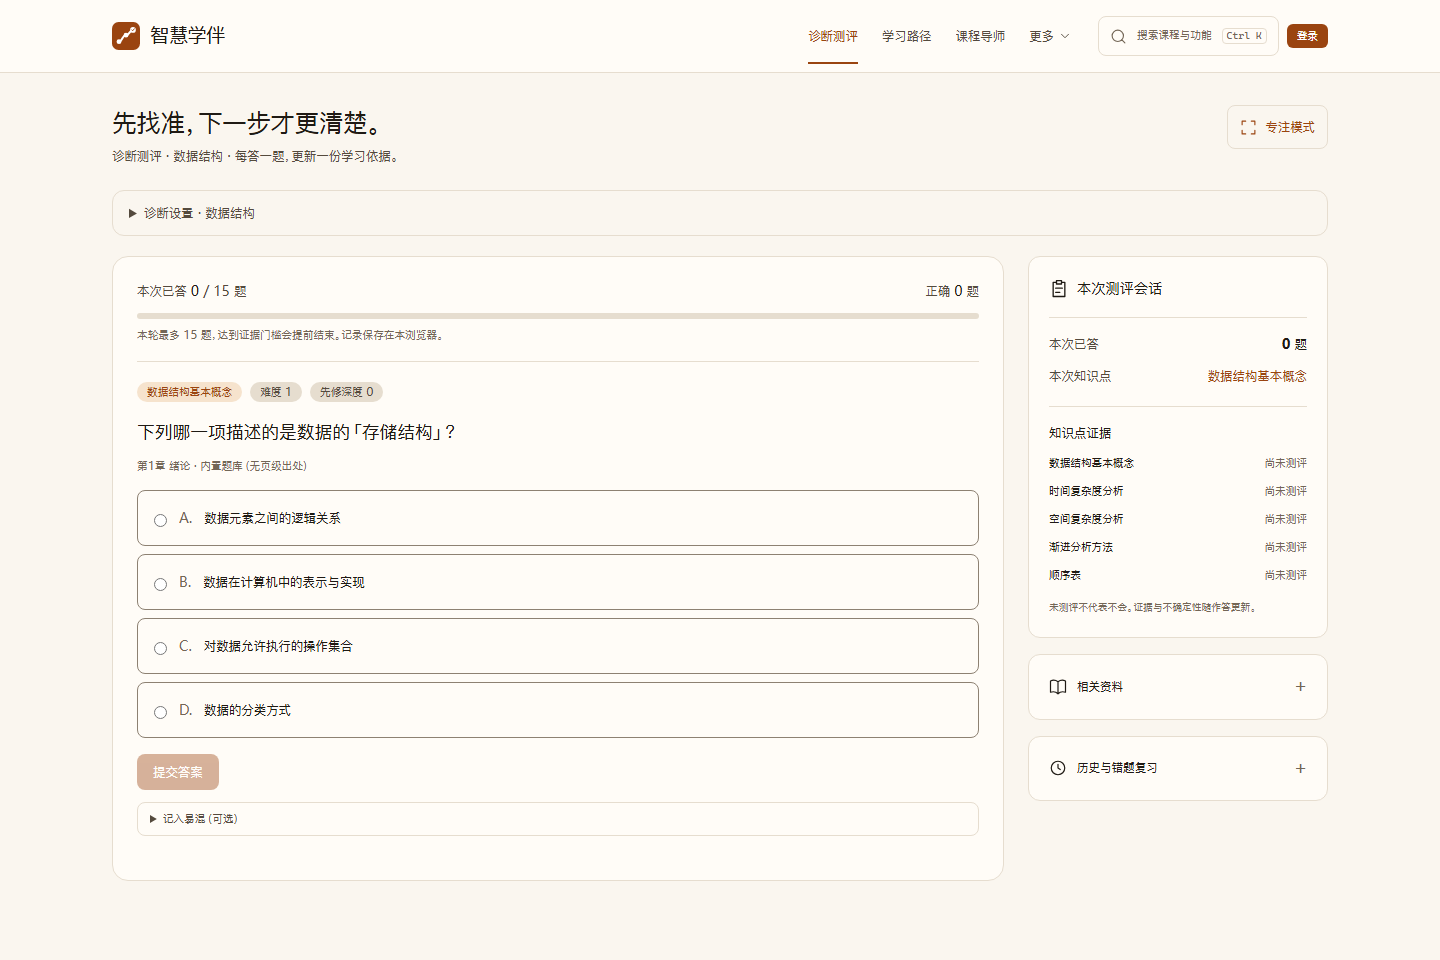 智慧学伴
诊断测评
学习路径
课程导师
更多
搜索课程与功能
Ctrl K
登录
先找准，下一步才更清楚。
诊断测评 · 数据结构 · 每答一题，更新一份学习依据。
专注模式
诊断设置 · 数据结构
本次已答 0 / 15 题
正确 0 题
本轮最多 15 题，达到证据门槛会提前结束。记录保存在本浏览器。
数据结构基本概念
难度 1
先修深度 0
下列哪一项描述的是数据的「存储结构」？
第1章 绪论 · 内置题库 (无页级出处)
A. 数据元素之间的逻辑关系
B. 数据在计算机中的表示与实现
C. 对数据允许执行的操作集合
D. 数据的分类方式
提交答案
本次测评会话
本次已答 0 题
本次知识点 数据结构基本概念
知识点证据
数据结构基本概念 尚未测评
时间复杂度分析 尚未测评
空间复杂度分析 尚未测评
渐进分析方法 尚未测评
顺序表 尚未测评
未测评不代表不会。证据与不确定性随作答更新。
相关资料
历史与错题复习